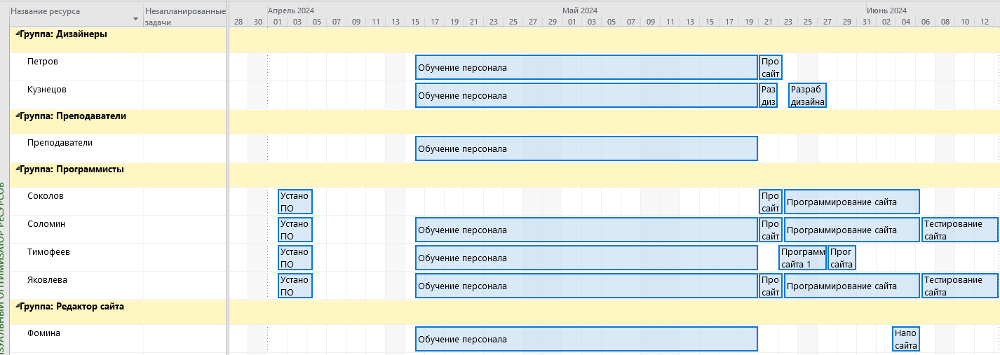 Название ресурса
Незапланированные
задачи
Апрель 2024
Май 2024
Июнь 2024
28 30 01 03 05 07 09 11 13 15 17 19 21 23 25 27 29 01 03 05 07 09 11 13 15 17 19 21 23 25 27 29 31 02 04 06 08 10 12
Группа: Дизайнеры
Петров
Обучение персонала
Про
сайт
Кузнецов
Обучение персонала
Раз
диз
Разраб
дизайна
Группа: Преподаватели
Преподаватели
Обучение персонала
Группа: Программисты
Соколов
Устано
ПО
Про
сайт
Программирование сайта
Соломин
Устано
ПО
Обучение персонала
Про
сайт
Программирование сайта
Тестирование
сайта
Тимофеев
Устано
ПО
Обучение персонала
Программ
сайта 1
Прог
сайта
Яковлева
Устано
ПО
Обучение персонала
Про
сайт
Программирование сайта
Тестирование
сайта
Группа: Редактор сайта
Фомина
Обучение персонала
Напо
сайта